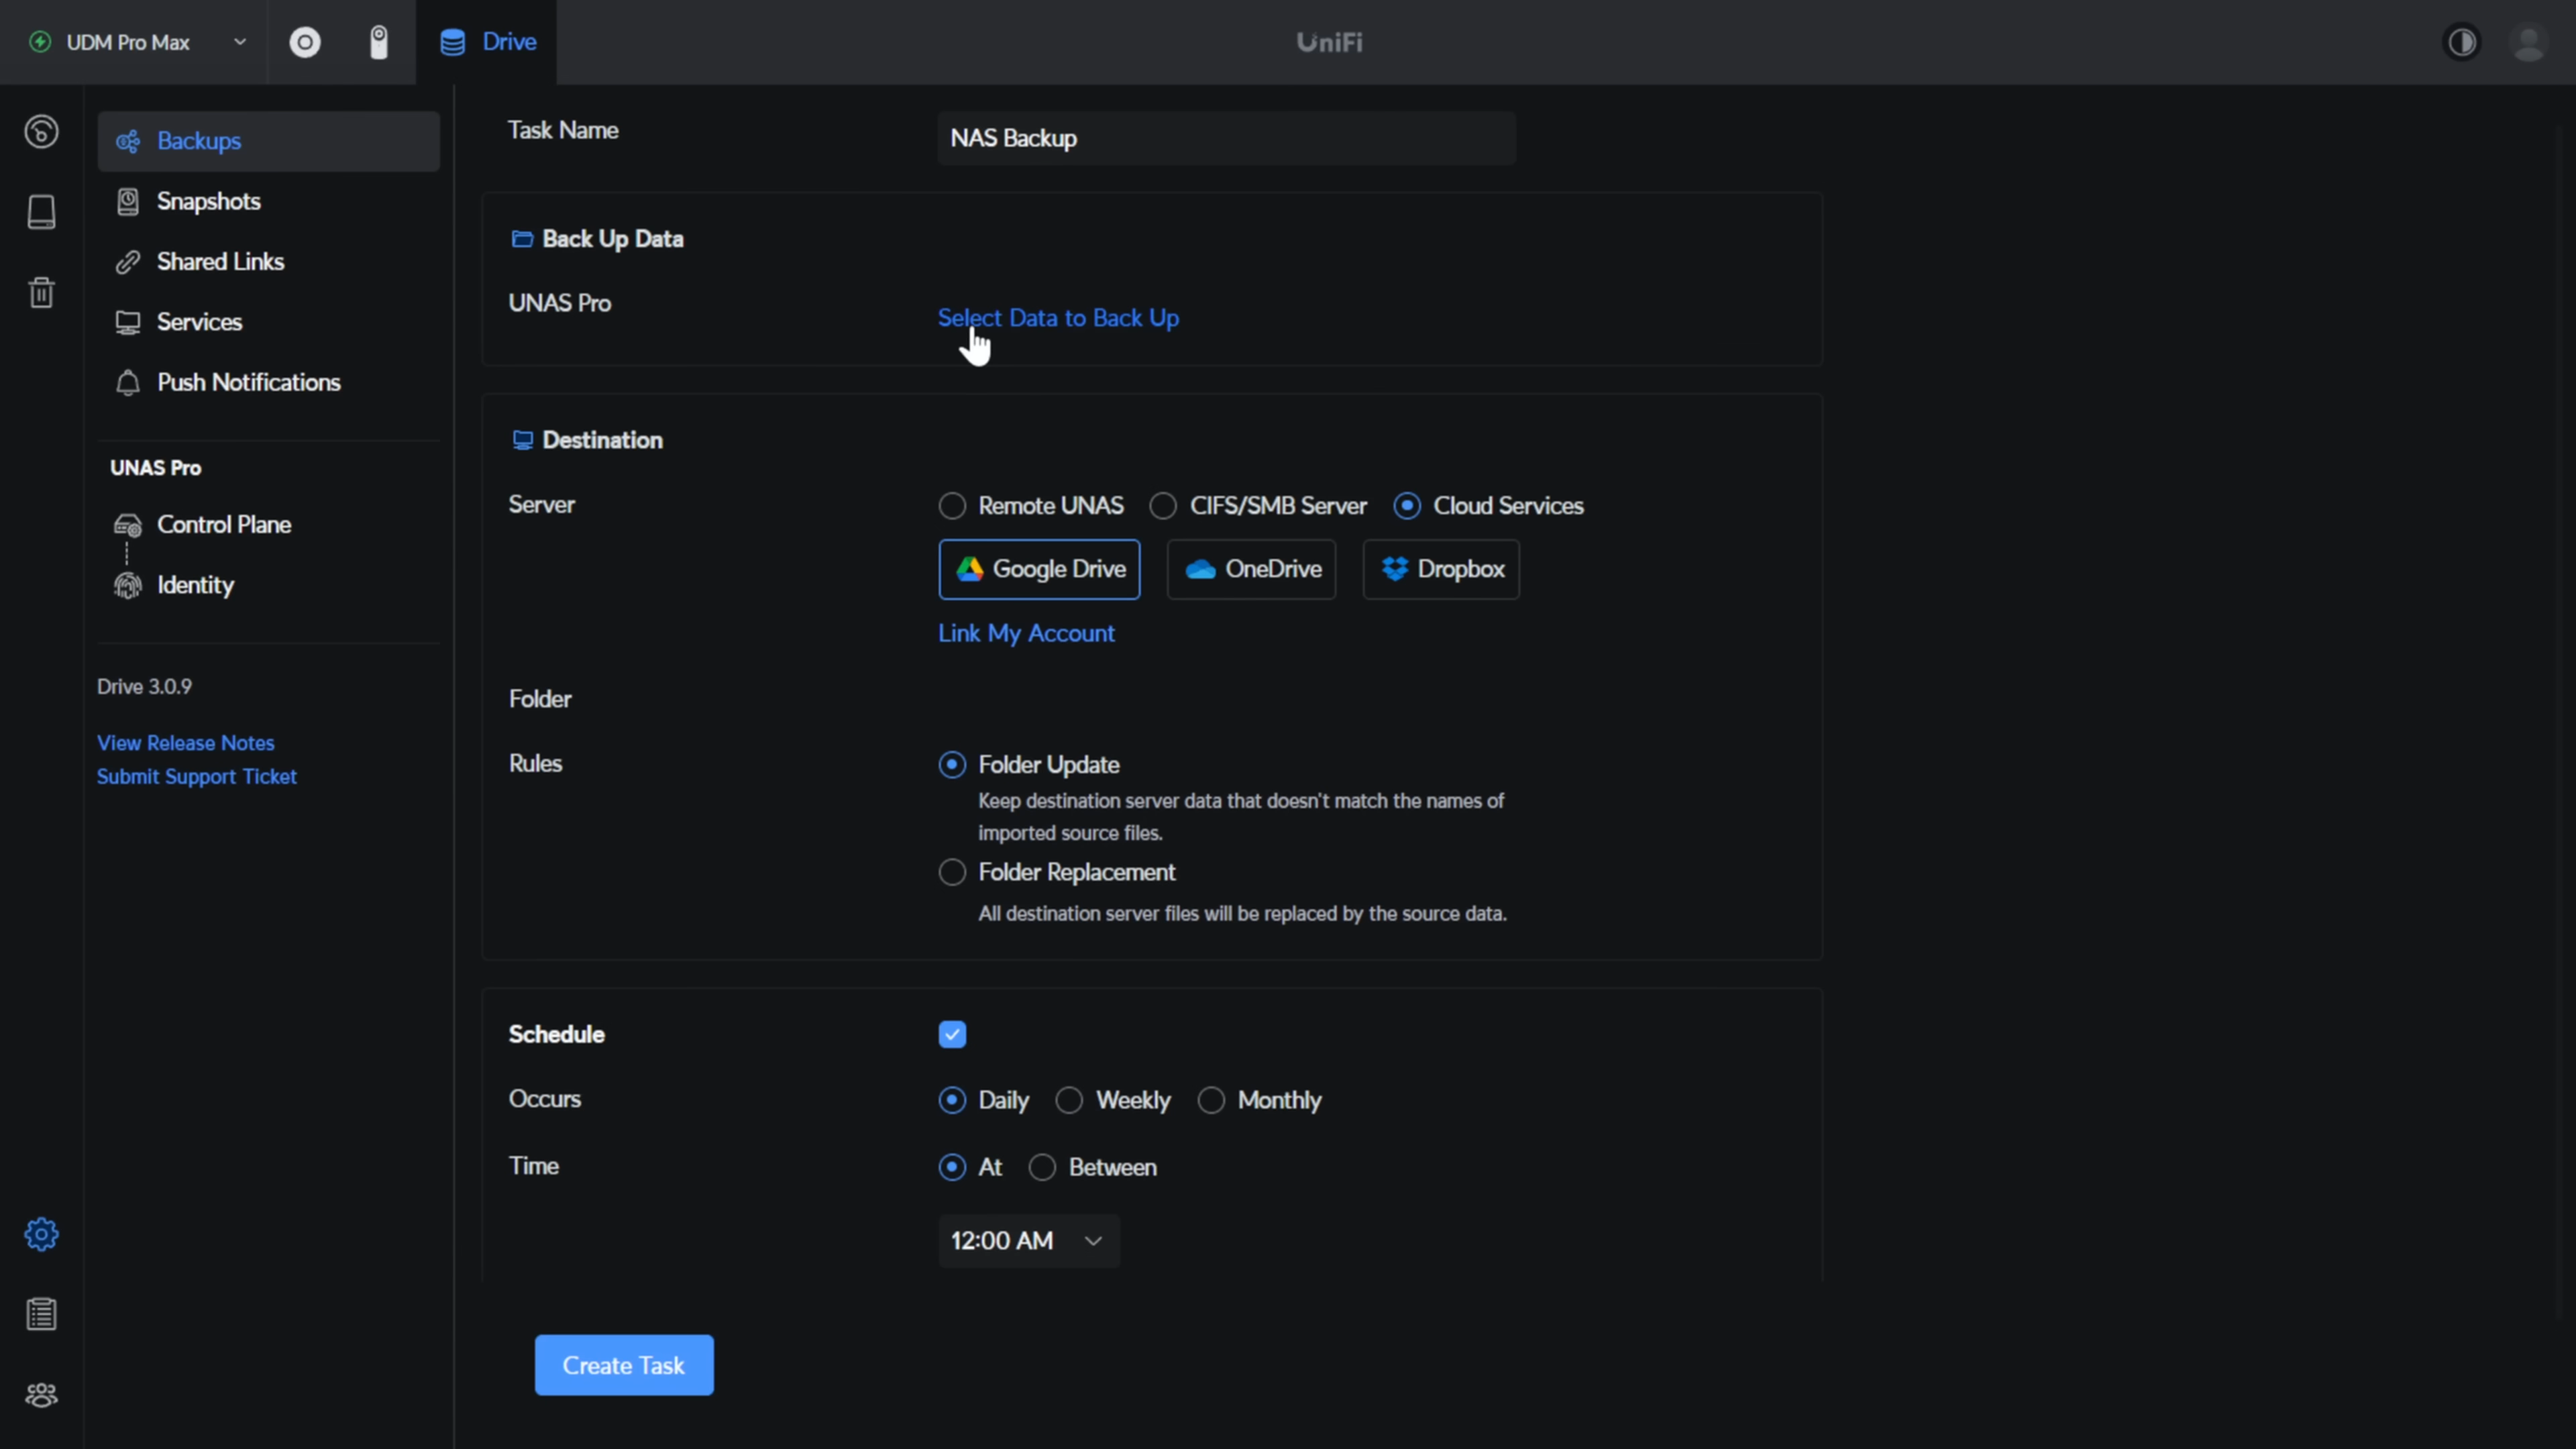 UDM Pro Max
Drive
UniFi
Backups
Snapshots
Shared Links
Services
Push Notifications
UNAS Pro
Control Plane
Identity
Drive 3.0.9
View Release Notes
Submit Support Ticket
Task Name
NAS Backup
Back Up Data
UNAS Pro
Select Data to Back Up
Destination
Server
Remote UNAS
CIFS/SMB Server
Cloud Services
Google Drive
OneDrive
Dropbox
Link My Account
Folder
Rules
Folder Update
Keep destination server data that doesn't match the names of
imported source files.
Folder Replacement
All destination server files will be replaced by the source data.
Schedule
Occurs
Daily
Weekly
Monthly
Time
At
Between
12:00 AM
Create Task